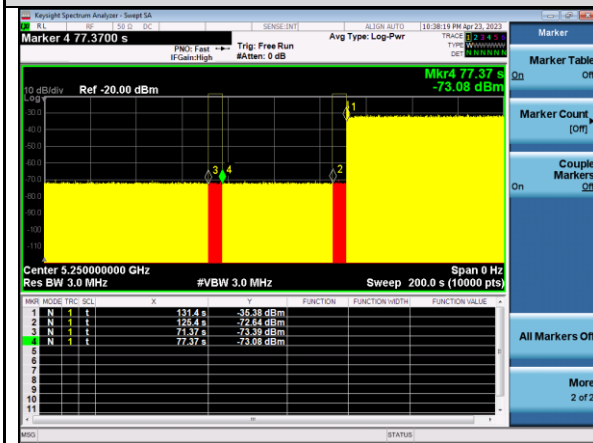 Keysight Spectrum Analyzer - Swept SA
RL RF 50 Ω DC SENSE:INT ALIGN AUTO 10:38:19 PM Apr 23, 2023
Marker 4 77.3700 s
PNO: Fast
IFGain:High
Trig: Free Run
#Atten: 0 dB
Avg Type: Log-Pwr
TRACE 1 2 3 4 5
TYPE
DET N N N N N
10 dB/div Ref -20.00 dBm
Log
Mkr4 77.37 s
-73.08 dBm
-30.0
-40.0
-50.0
-60.0
-70.0
-80.0
-90.0
-100
-110
1
2
3
4
Center 5.250000000 GHz
Span 0 Hz
Res BW 3.0 MHz #VBW 3.0 MHz Sweep 200.0 s (10000 pts)
MKR MODE TRC SCL X Y FUNCTION FUNCTION WIDTH FUNCTION VALUE
1 N 1 t 131.4 s -35.38 dBm
2 N 1 t 125.4 s -72.64 dBm
3 N 1 t 71.37 s -73.39 dBm
4 N 1 t 77.37 s -73.08 dBm
5
6
7
8
9
10
11
MSG STATUS
Marker
Marker Table
On Off
Marker Count
[Off]
Couple
Markers
On Off
All Markers Off
More
2 of 2